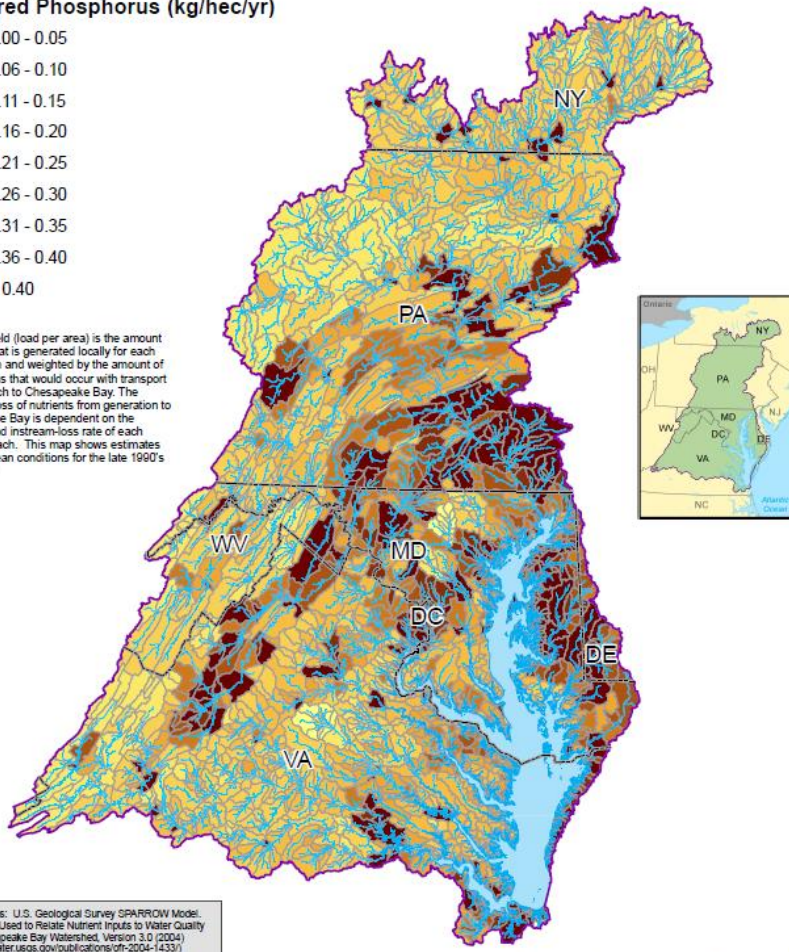 red Phosphorus (kg/hec/yr)
00 - 0.05
06 - 0.10
11 - 0.15
16 - 0.20
21 - 0.25
26 - 0.30
31 - 0.35
36 - 0.40
0.40
eld (load per area) is the amount
at is generated locally for each
n and weighted by the amount of
s that would occur with transport
ch to Chesapeake Bay. The
oss of nutrients from generation to
e Bay is dependent on the
d instream-loss rate of each
ach. This map shows estimates
ean conditions for the late 1990's
NY
PA
WV
MD
DC
DE
VA
Ontario
NY
OH
PA
NJ
MD
WV
DC
DE
VA
NC
Atlantic
Ocean
s: U.S. Geological Survey SPARROW Model.
Used to Relate Nutrient Inputs to Water Quality
apeake Bay Watershed, Version 3.0 (2004)
ater.usgs.gov/publications/ofr-2004-1433/)